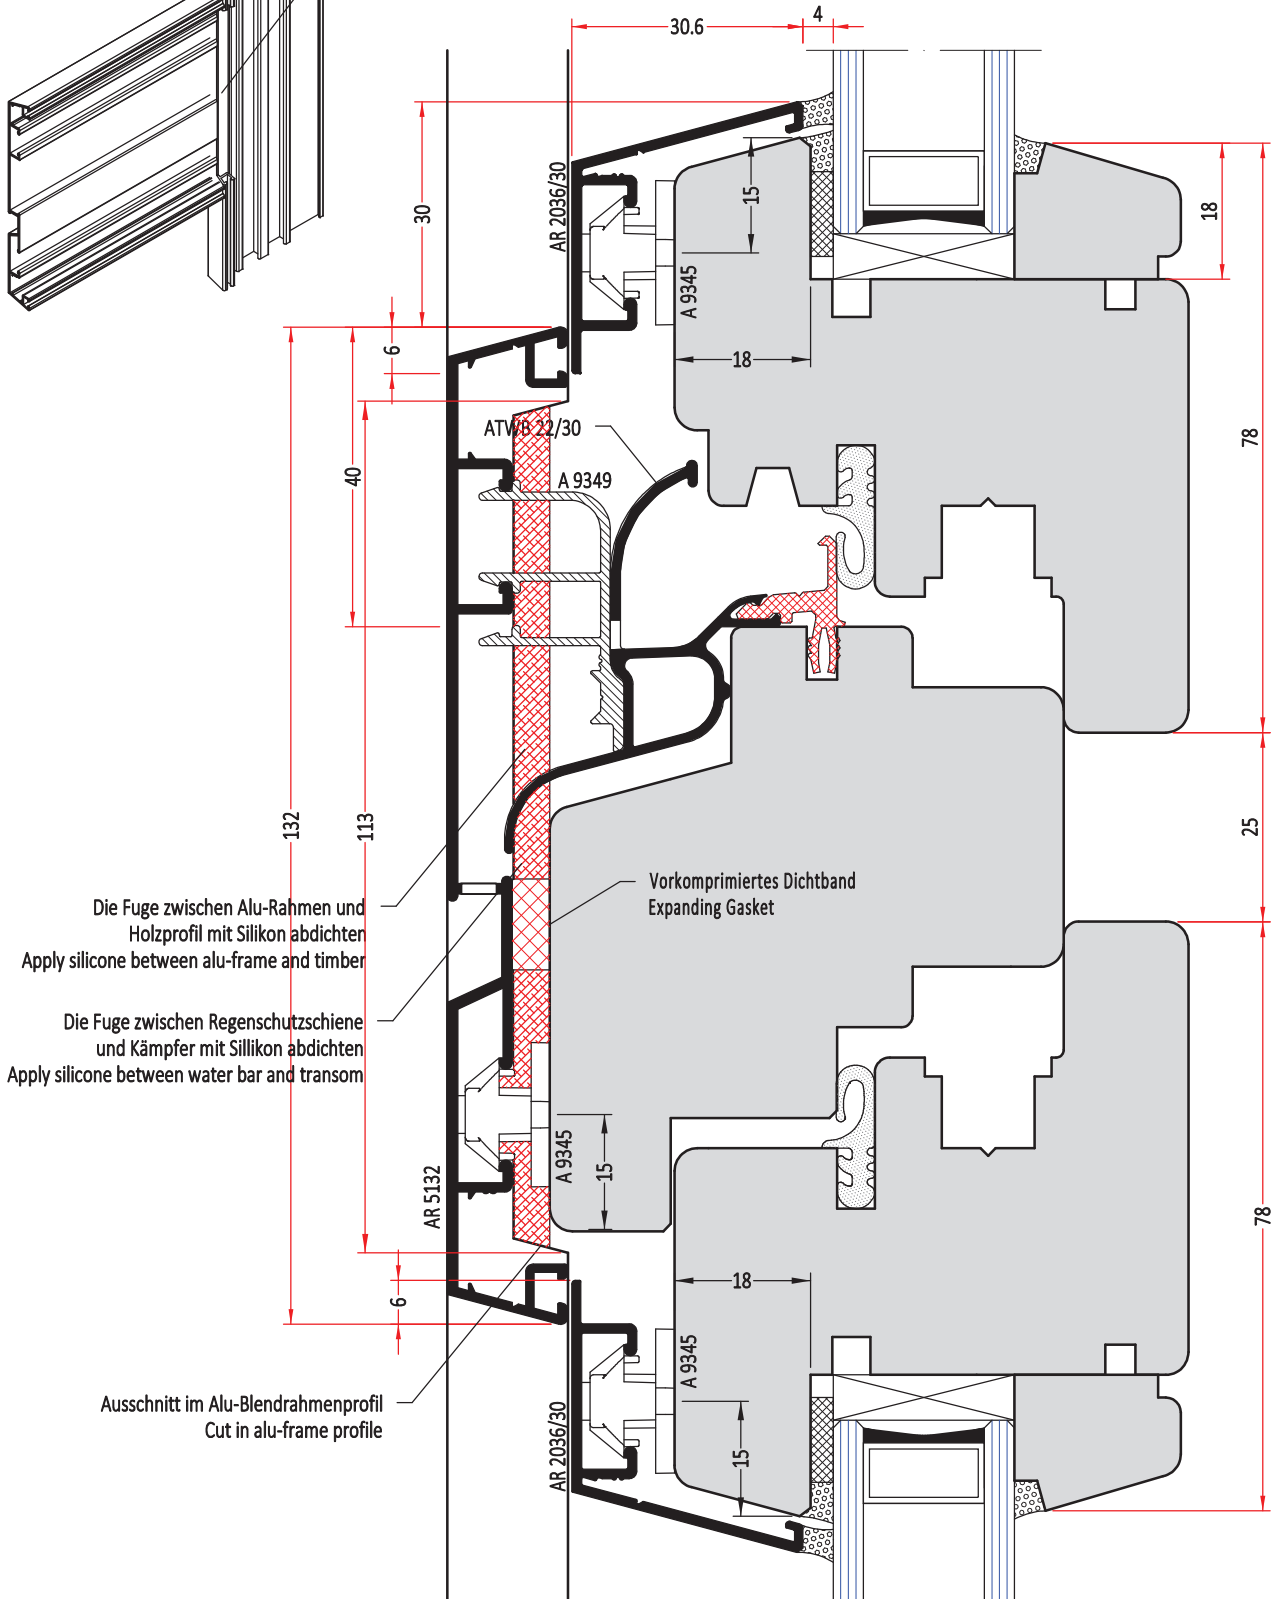 30.6
4
AR 2036/30
30
15
A 9345
18
18
78
6
40
ATWB 22/30
A 9349
132
113
25
Vorkomprimiertes Dichtband
Expanding Gasket
Die Fuge zwischen Alu-Rahmen und
Holzprofil mit Silikon abdichten
Apply silicone between alu-frame and timber
Die Fuge zwischen Regenschutzschiene
und Kämpfer mit Sillikon abdichten
Apply silicone between water bar and transom
AR 5132
A 9345
15
78
18
6
A 9345
Ausschnitt im Alu-Blendrahmenprofil
Cut in alu-frame profile
AR 2036/30
15